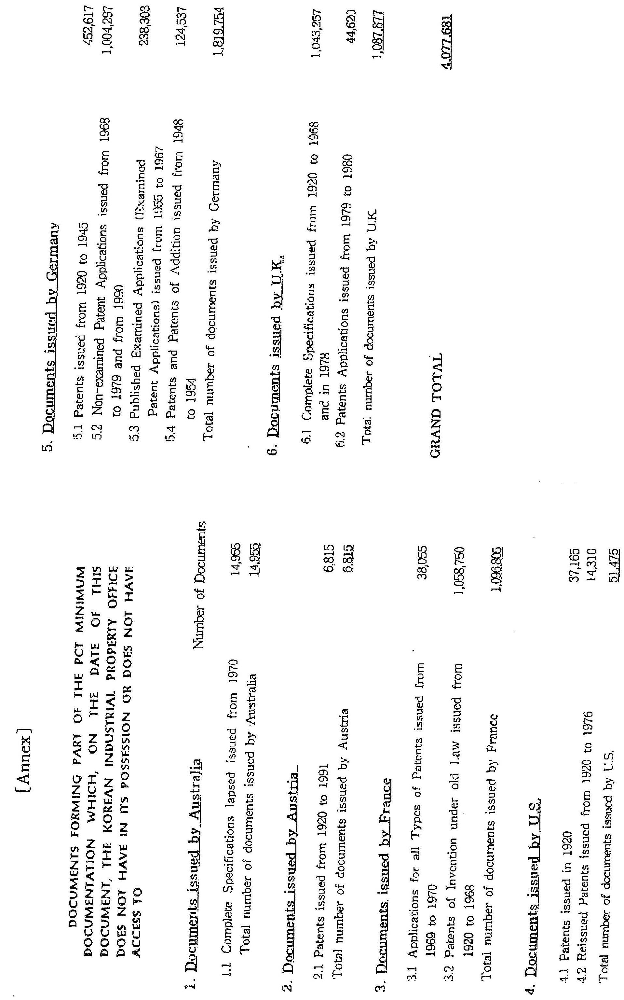 [Annex]
DOCUMENTS FORMING PART OF THE PCT MINIMUM
DOCUMENTATION WHICH, ON THE DATE OF THIS
DOCUMENT, THE KOREAN INDUSTRIAL PROPERTY OFFICE
DOES NOT HAVE IN ITS POSSESSION OR DOES NOT HAVE
ACCESS TO
Number of Documents
1. Documents issued by Australia
1.1 Complete Specifications lapsed issued from 1970 14,955
Total number of documents issued by Australia 14,955
2. Documents issued by Austria
2.1 Patents issued from 1920 to 1991 6,815
Total number of documents issued by Austria 6,815
3. Documents issued by France
3.1 Applications for all Types of Patents issued from 38,055
1969 to 1970
3.2 Patents of Invention under old Law issued from 1,058,750
1920 to 1968
Total number of documents issued by France 1,096,805
4. Documents issued by U.S.
4.1 Patents issued in 1920 37,165
4.2 Reissued Patents issued from 1920 to 1976 14,310
Total number of documents issued by U.S. 51,475
5. Documents issued by Germany
5.1 Patents issued from 1920 to 1945 452,617
5.2 Non-examined Patent Applications issued from 1968 1,004,297
to 1979 and from 1990
5.3 Published Examined Applications (Examined 238,303
Patent Applications) issued from 1955 to 1967
5.4 Patents and Patents of Addition issued from 1948 124,537
to 1954
Total number of documents issued by Germany 1,819,754
6. Documents issued by U.K.
6.1 Complete Specifications issued from 1920 to 1968 1,043,257
and in 1978
6.2 Patents Applications issued from 1979 to 1980 44,620
Total number of documents issued by U.K. 1,087,877
GRAND TOTAL 4,077,681